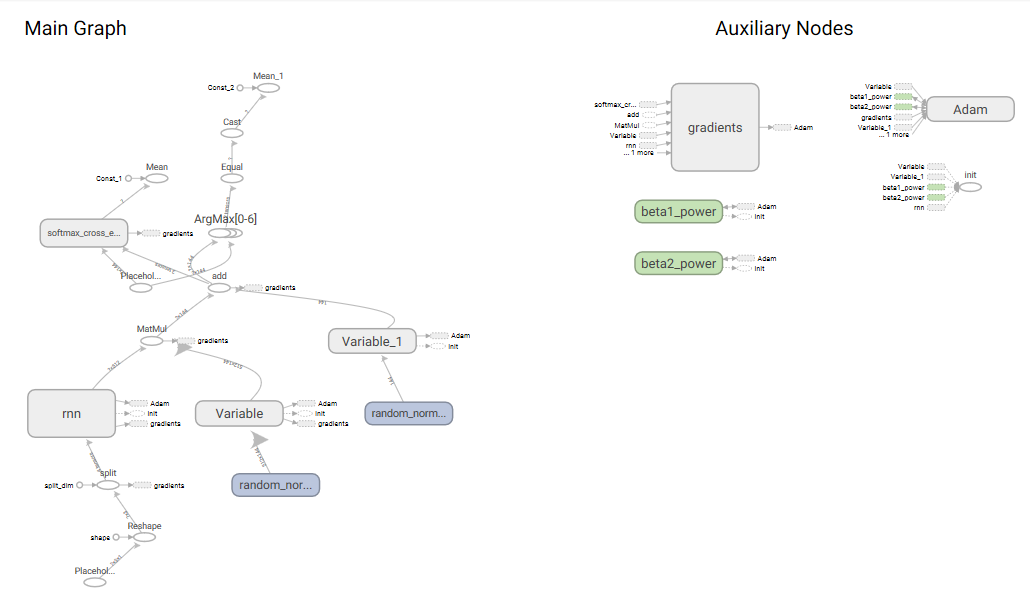 Main Graph
Auxiliary Nodes
Mean_1
Const_2
Cast
Equal
Mean
Const_1
ArgMax[0-6]
softmax_cross_e...
gradients
Placehol...
add
gradients
MatMul
gradients
Variable_1
Adam
init
rnn
Adam
init
gradients
Variable
Adam
init
gradients
random_norm...
split
split_dim
gradients
random_nor...
Reshape
shape
Placehol...
softmax_cr...
add
MatMul
Variable
rnn
... 1 more
gradients
Adam
Variable
beta1_power
beta2_power
gradients
Variable_1
... 1 more
Adam
Variable
Variable_1
beta1_power
beta2_power
rnn
init
beta1_power
Adam
init
beta2_power
Adam
init